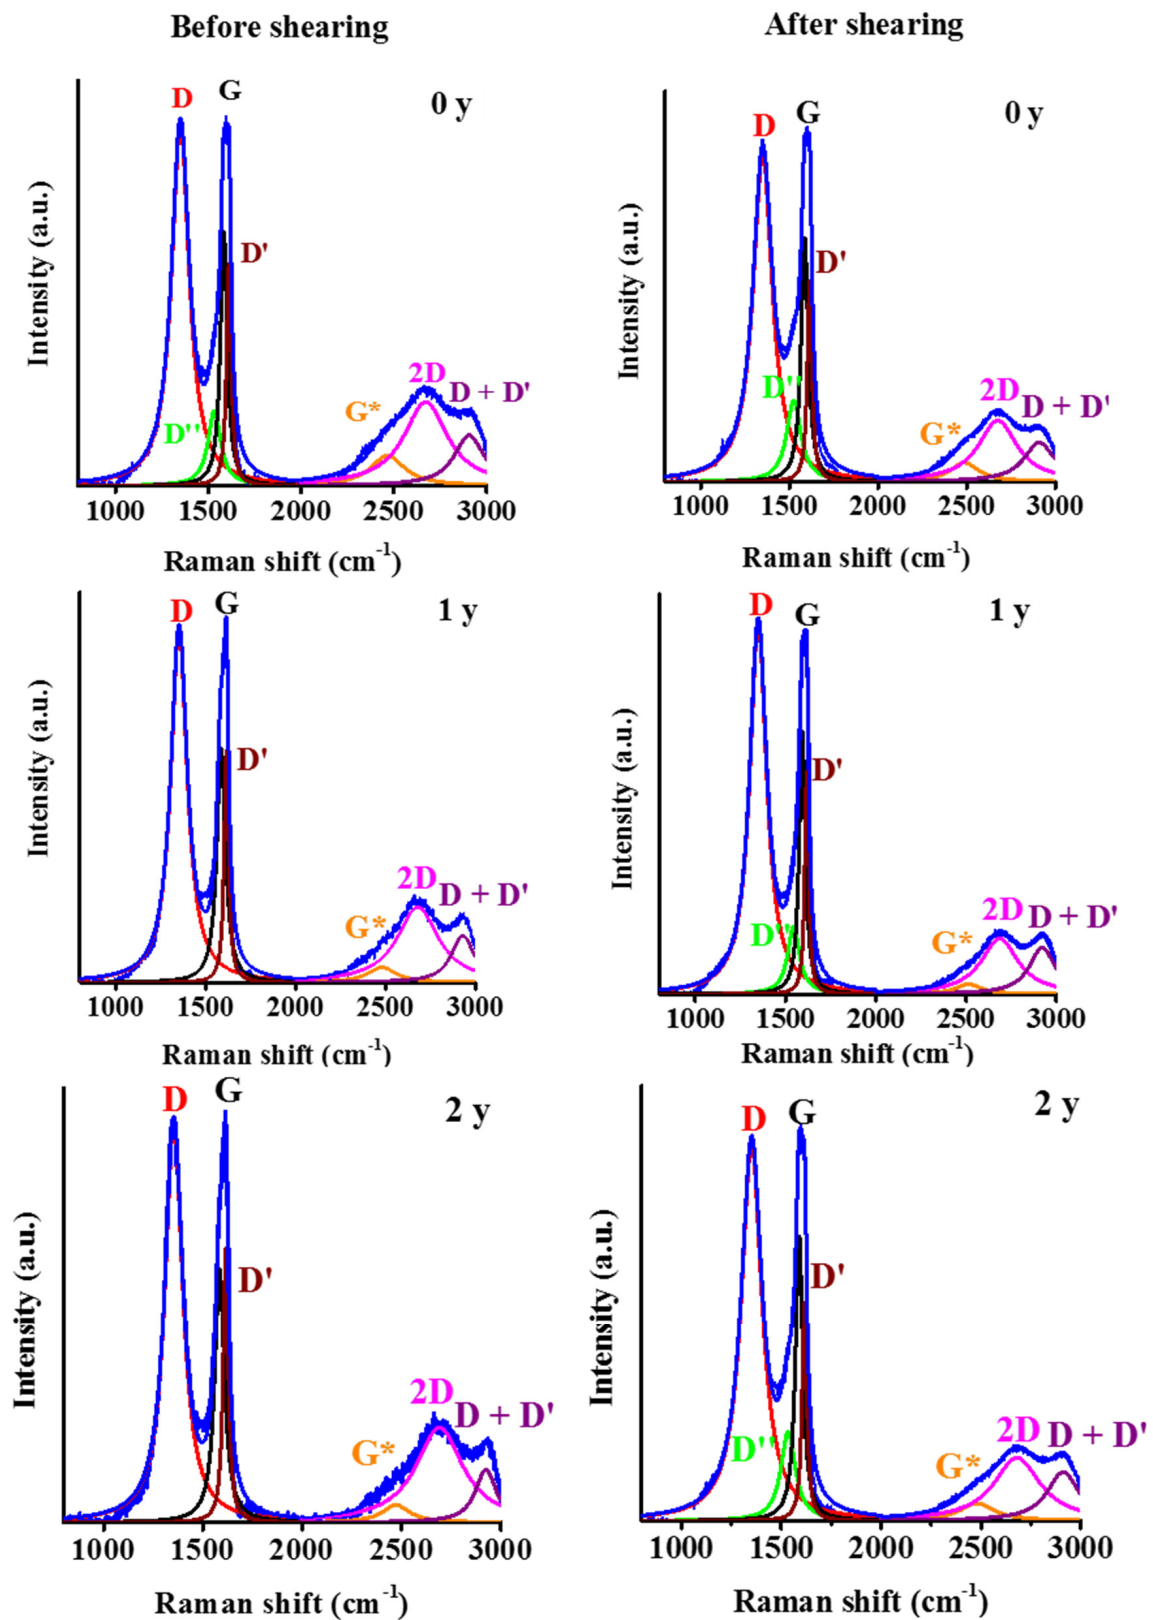 Before shearing
After shearing
D
G
0 y
D'
D''
G*
2D
D + D'
Intensity (a.u.)
1000 1500 2000 2500 3000
Raman shift (cm-1)
D
G
0 y
D'
D''
G*
2D
D + D'
Intensity (a.u.)
1000 1500 2000 2500 3000
Raman shift (cm-1)
D
G
1 y
D'
G*
2D
D + D'
Intensity (a.u.)
1000 1500 2000 2500 3000
Raman shift (cm-1)
D
G
1 y
D'
D''
G*
2D
D + D'
Intensity (a.u.)
1000 1500 2000 2500 3000
Raman shift (cm-1)
D
G
2 y
D'
G*
2D
D + D'
Intensity (a.u.)
1000 1500 2000 2500 3000
Raman shift (cm-1)
D
G
2 y
D'
D''
G*
2D
D + D'
Intensity (a.u.)
1000 1500 2000 2500 3000
Raman shift (cm-1)